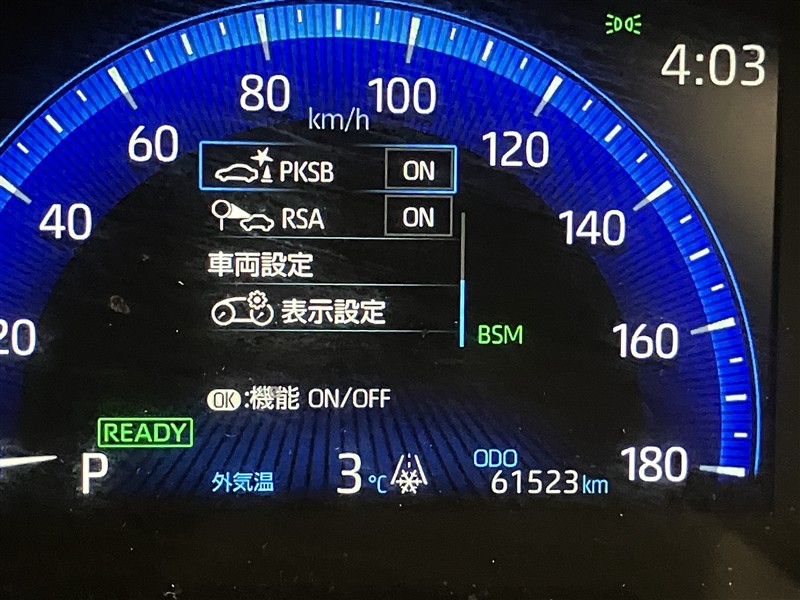 4:03
80
100
km/h
60
120
PKSB ON
40
RSA ON
140
車両設定
表示設定
20
BSM
160
OK:機能 ON/OFF
READY
P
外気温 3℃
ODO
61523km
180